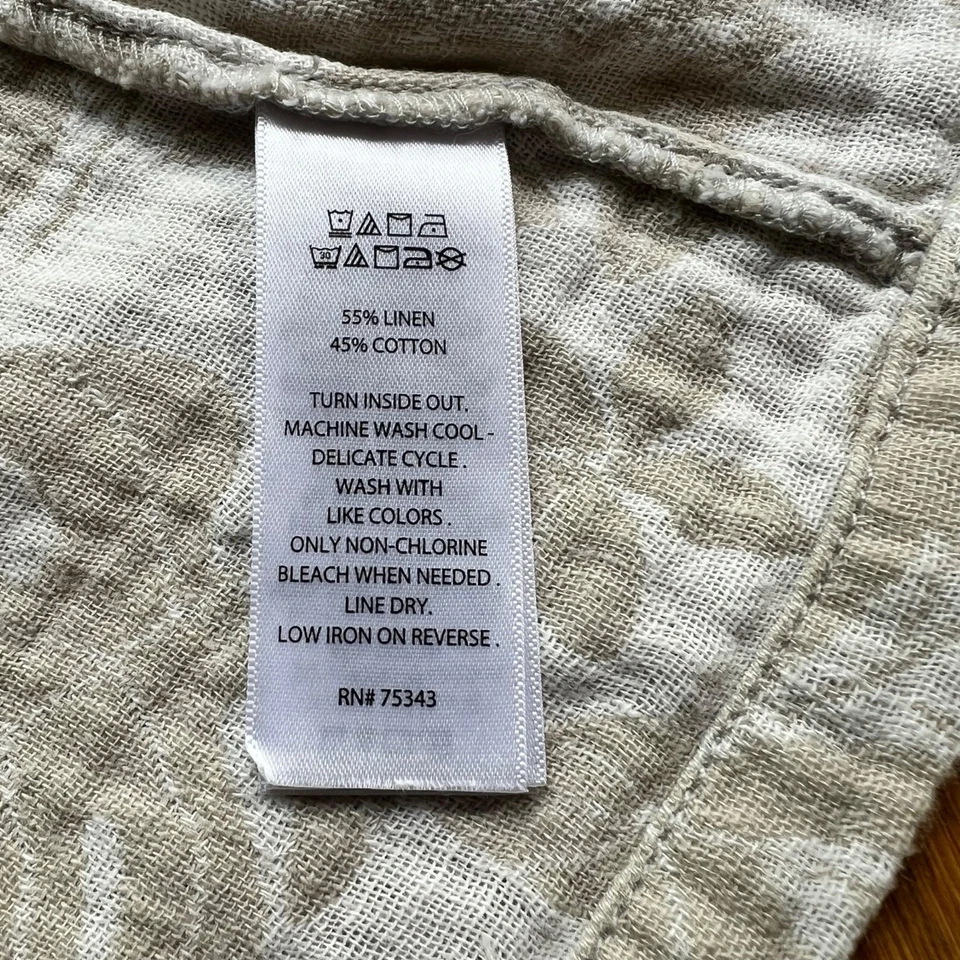 30
55% LINEN
45% COTTON
TURN INSIDE OUT.
MACHINE WASH COOL -
DELICATE CYCLE .
WASH WITH
LIKE COLORS .
ONLY NON-CHLORINE
BLEACH WHEN NEEDED .
LINE DRY.
LOW IRON ON REVERSE .
RN# 75343